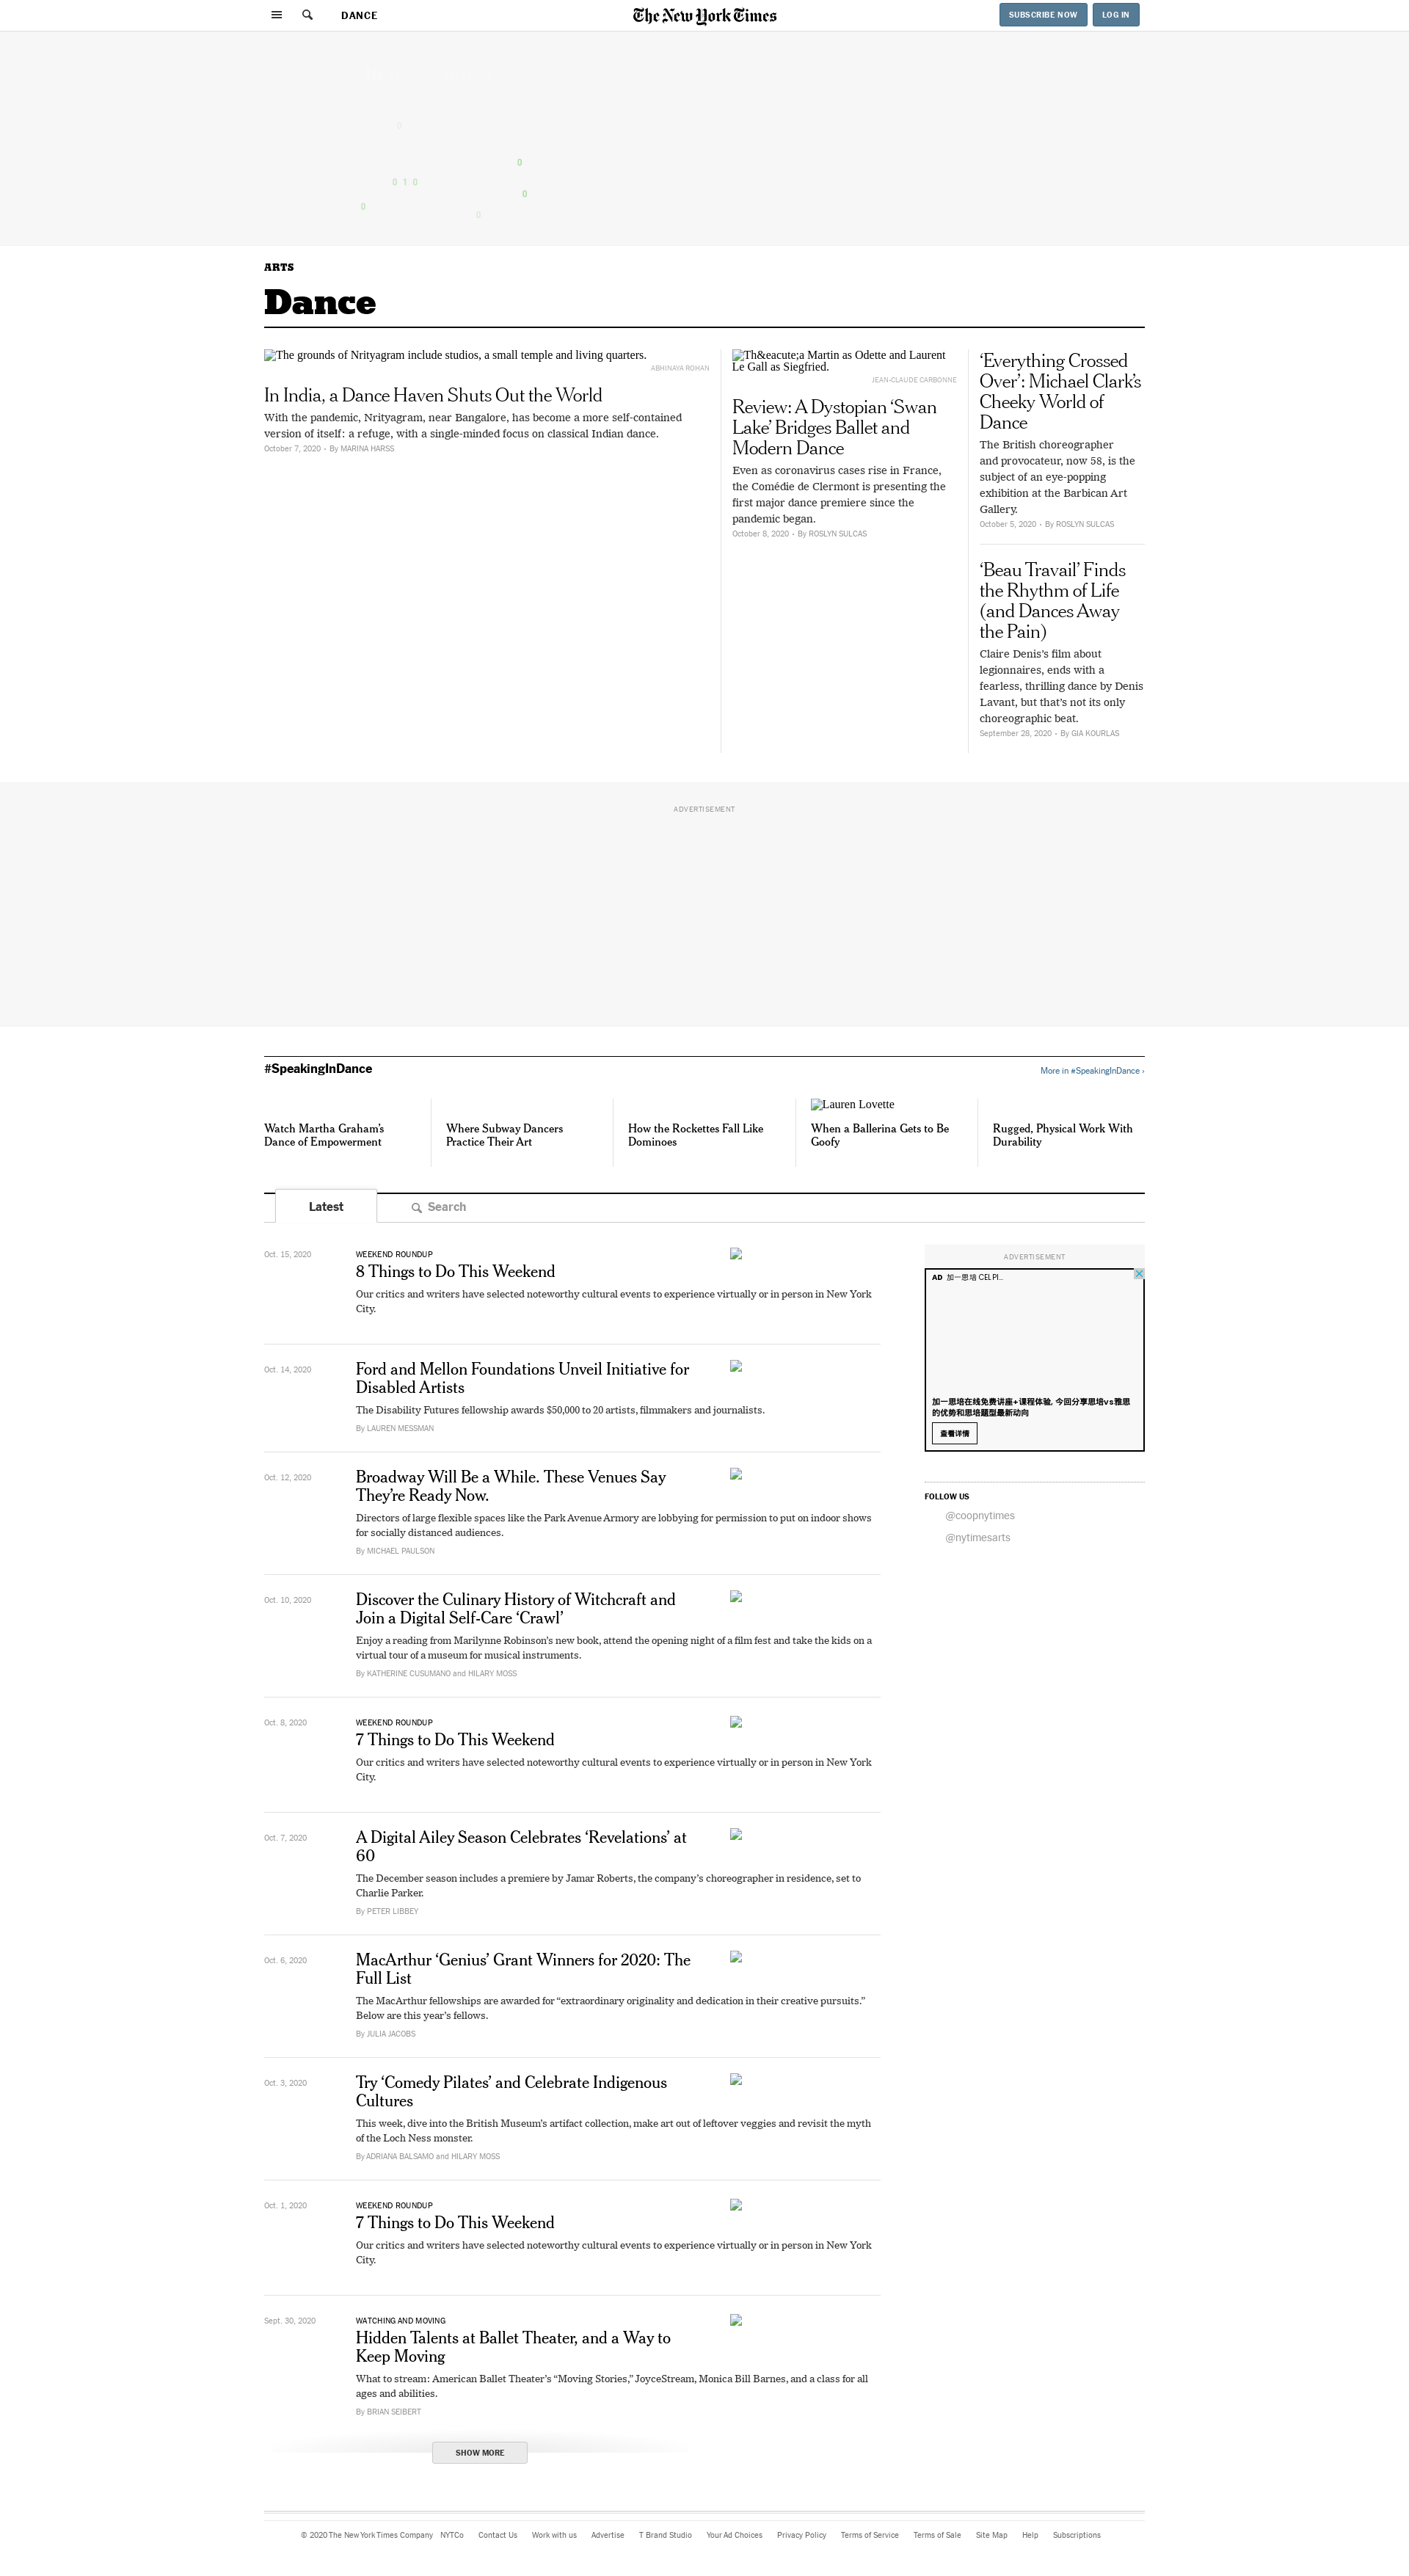 DANCE
The New York Times
SUBSCRIBE NOW
LOG IN
0
0
0 1 0
0
0
0
ARTS
Dance
The grounds of Nrityagram include studios, a small temple and living quarters.
ABHINAYA ROHAN
In India, a Dance Haven Shuts Out the World
With the pandemic, Nrityagram, near Bangalore, has become a more self-contained
version of itself: a refuge, with a single-minded focus on classical Indian dance.
October 7, 2020 • By MARINA HARSS
Th&eacute;a Martin as Odette and Laurent
Le Gall as Siegfried.
JEAN-CLAUDE CARBONNE
Review: A Dystopian ‘Swan
Lake’ Bridges Ballet and
Modern Dance
Even as coronavirus cases rise in France,
the Comédie de Clermont is presenting the
first major dance premiere since the
pandemic began.
October 8, 2020 • By ROSLYN SULCAS
‘Everything Crossed
Over’: Michael Clark’s
Cheeky World of
Dance
The British choreographer
and provocateur, now 58, is the
subject of an eye-popping
exhibition at the Barbican Art
Gallery.
October 5, 2020 • By ROSLYN SULCAS
‘Beau Travail’ Finds
the Rhythm of Life
(and Dances Away
the Pain)
Claire Denis’s film about
legionnaires, ends with a
fearless, thrilling dance by Denis
Lavant, but that’s not its only
choreographic beat.
September 28, 2020 • By GIA KOURLAS
ADVERTISEMENT
#SpeakingInDance
More in #SpeakingInDance ›
Watch Martha Graham’s
Dance of Empowerment
Where Subway Dancers
Practice Their Art
How the Rockettes Fall Like
Dominoes
Lauren Lovette
When a Ballerina Gets to Be
Goofy
Rugged, Physical Work With
Durability
Latest
Search
Oct. 15, 2020
WEEKEND ROUNDUP
8 Things to Do This Weekend
Our critics and writers have selected noteworthy cultural events to experience virtually or in person in New York
City.
Oct. 14, 2020
Ford and Mellon Foundations Unveil Initiative for
Disabled Artists
The Disability Futures fellowship awards $50,000 to 20 artists, filmmakers and journalists.
By LAUREN MESSMAN
Oct. 12, 2020
Broadway Will Be a While. These Venues Say
They’re Ready Now.
Directors of large flexible spaces like the Park Avenue Armory are lobbying for permission to put on indoor shows
for socially distanced audiences.
By MICHAEL PAULSON
Oct. 10, 2020
Discover the Culinary History of Witchcraft and
Join a Digital Self-Care ‘Crawl’
Enjoy a reading from Marilynne Robinson’s new book, attend the opening night of a film fest and take the kids on a
virtual tour of a museum for musical instruments.
By KATHERINE CUSUMANO and HILARY MOSS
Oct. 8, 2020
WEEKEND ROUNDUP
7 Things to Do This Weekend
Our critics and writers have selected noteworthy cultural events to experience virtually or in person in New York
City.
Oct. 7, 2020
A Digital Ailey Season Celebrates ‘Revelations’ at
60
The December season includes a premiere by Jamar Roberts, the company’s choreographer in residence, set to
Charlie Parker.
By PETER LIBBEY
Oct. 6, 2020
MacArthur ‘Genius’ Grant Winners for 2020: The
Full List
The MacArthur fellowships are awarded for “extraordinary originality and dedication in their creative pursuits.”
Below are this year’s fellows.
By JULIA JACOBS
Oct. 3, 2020
Try ‘Comedy Pilates’ and Celebrate Indigenous
Cultures
This week, dive into the British Museum’s artifact collection, make art out of leftover veggies and revisit the myth
of the Loch Ness monster.
By ADRIANA BALSAMO and HILARY MOSS
Oct. 1, 2020
WEEKEND ROUNDUP
7 Things to Do This Weekend
Our critics and writers have selected noteworthy cultural events to experience virtually or in person in New York
City.
Sept. 30, 2020
WATCHING AND MOVING
Hidden Talents at Ballet Theater, and a Way to
Keep Moving
What to stream: American Ballet Theater’s “Moving Stories,” JoyceStream, Monica Bill Barnes, and a class for all
ages and abilities.
By BRIAN SEIBERT
SHOW MORE
ADVERTISEMENT
AD 加一思培 CELPI...
加一思培在线免费讲座+课程体验, 今回分享思培vs雅思
的优势和思培题型最新动向
查看详情
FOLLOW US
@coopnytimes
@nytimesarts
© 2020 The New York Times Company NYTCo Contact Us Work with us Advertise T Brand Studio Your Ad Choices Privacy Policy Terms of Service Terms of Sale Site Map Help Subscriptions